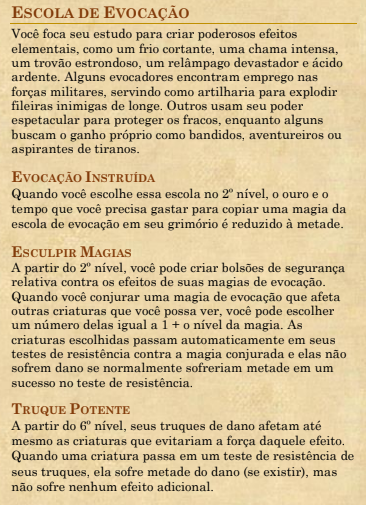 ESCOLA DE EVOCAÇÃO
Você foca seu estudo para criar poderosos efeitos
elementais, como um frio cortante, uma chama intensa,
um trovão estrondoso, um relâmpago devastador e ácido
ardente. Alguns evocadores encontram emprego nas
forças militares, servindo como artilharia para explodir
fileiras inimigas de longe. Outros usam seu poder
espetacular para proteger os fracos, enquanto alguns
buscam o ganho próprio como bandidos, aventureiros ou
aspirantes de tiranos.
EVOCAÇÃO INSTRUÍDA
Quando você escolhe essa escola no 2º nível, o ouro e o
tempo que você precisa gastar para copiar uma magia da
escola de evocação em seu grimório é reduzido à metade.
ESCULPIR MAGIAS
A partir do 2º nível, você pode criar bolsões de segurança
relativa contra os efeitos de suas magias de evocação.
Quando você conjurar uma magia de evocação que afeta
outras criaturas que você possa ver, você pode escolher
um número delas igual a 1 + o nível da magia. As
criaturas escolhidas passam automaticamente em seus
testes de resistência contra a magia conjurada e elas não
sofrem dano se normalmente sofreriam metade em um
sucesso no teste de resistência.
TRUQUE POTENTE
A partir do 6º nível, seus truques de dano afetam até
mesmo as criaturas que evitariam a força daquele efeito.
Quando uma criatura passa em um teste de resistência de
seus truques, ela sofre metade do dano (se existir), mas
não sofre nenhum efeito adicional.